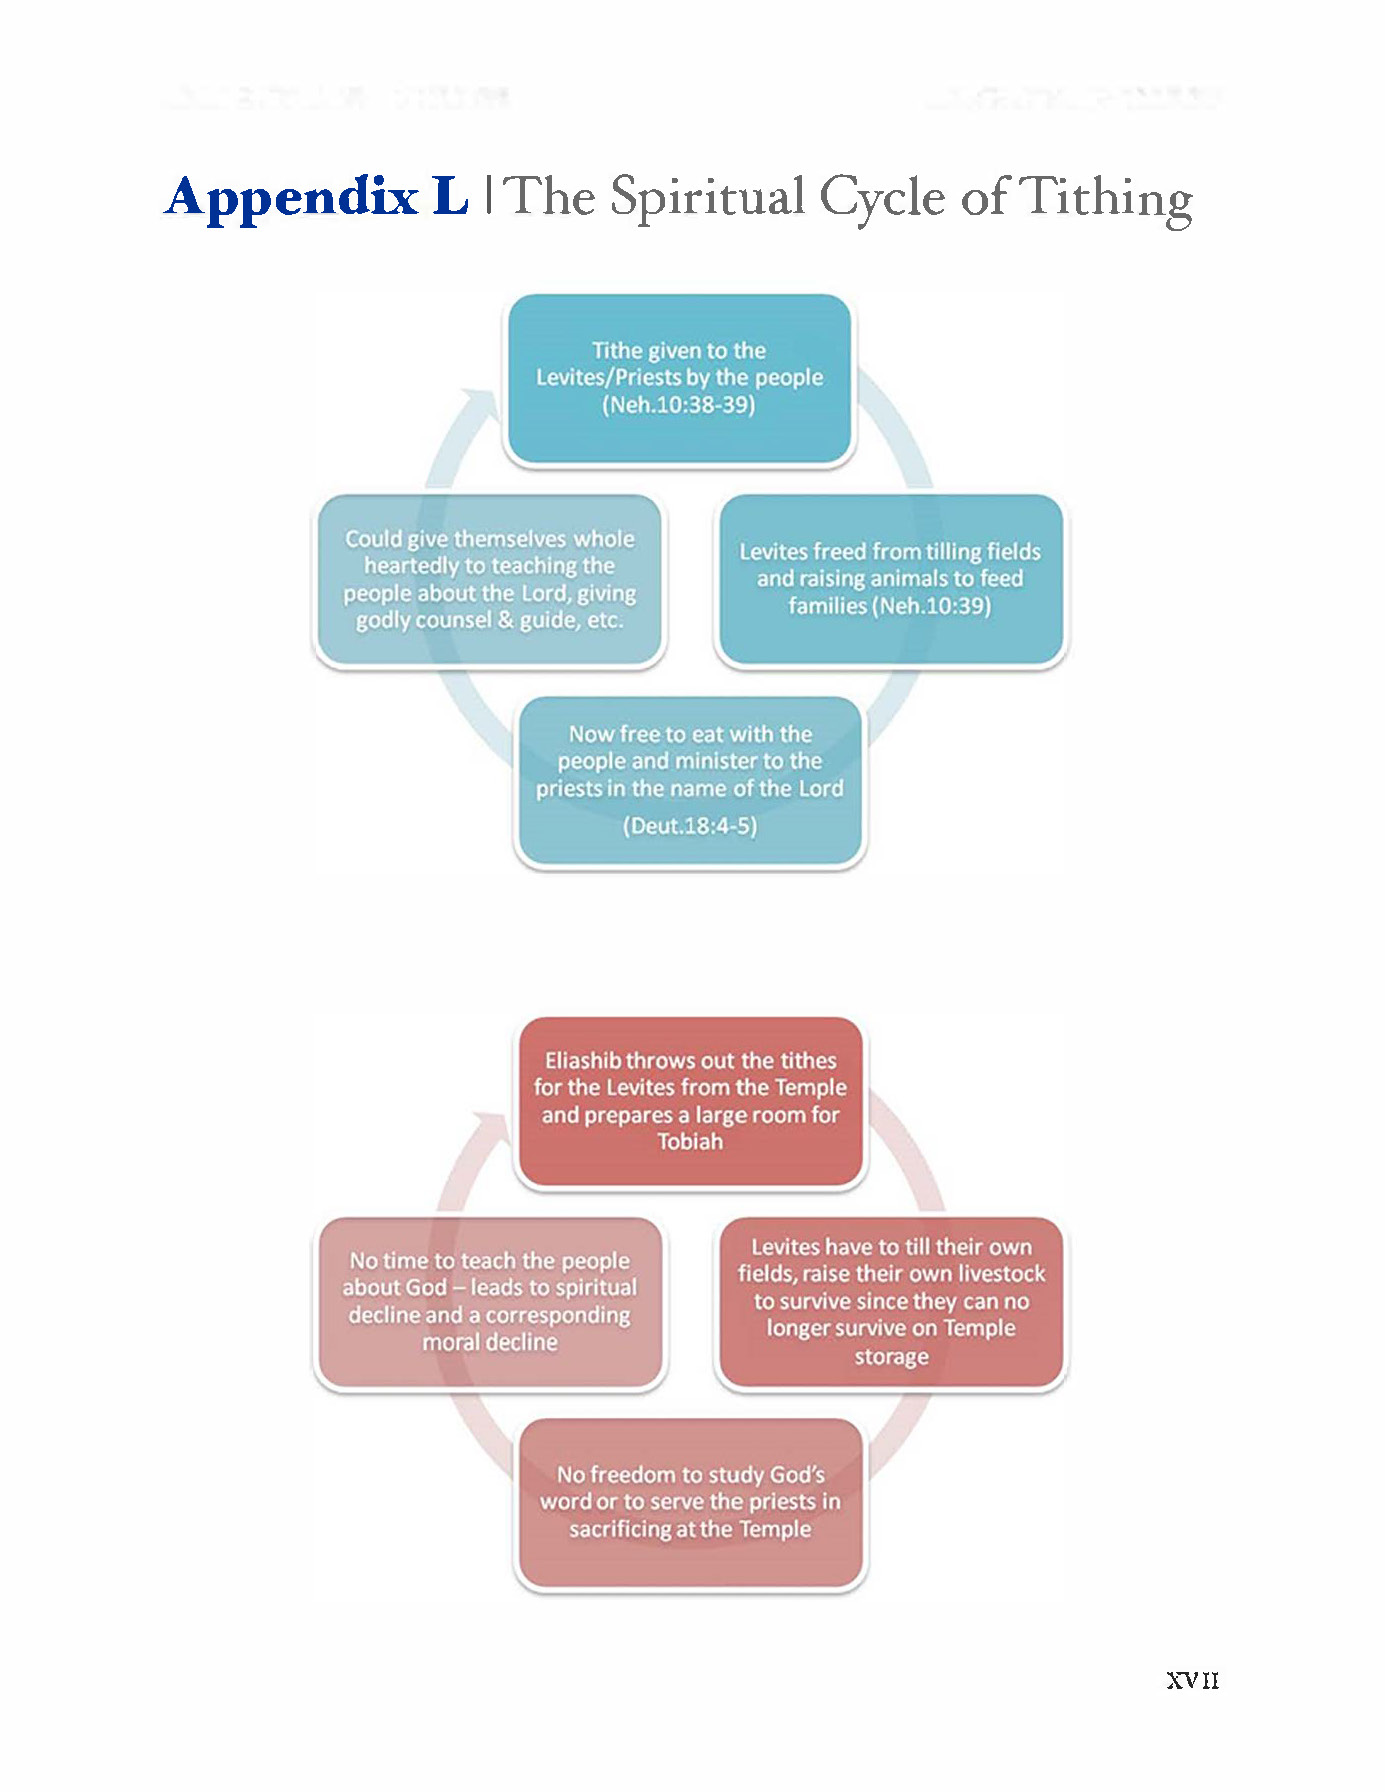 Appendix L | The Spiritual Cycle of Tithing
Tithe given to the
Levites/Priests by the people
(Neh.10:38-39)
Levites freed from tilling fields
and raising animals to feed
families (Neh.10:39)
Now free to eat with the
people and minister to the
priests in the name of the Lord
(Deut.18:4-5)
Could give themselves whole
heartedly to teaching the
people about the Lord, giving
godly counsel & guide, etc.
Eliashib throws out the tithes
for the Levites from the Temple
and prepares a large room for
Tobiah
Levites have to till their own
fields, raise their own livestock
to survive since they can no
longer survive on Temple
storage
No freedom to study God's
word or to serve the priests in
sacrificing at the Temple
No time to teach the people
about God – leads to spiritual
decline and a corresponding
moral decline
XVII